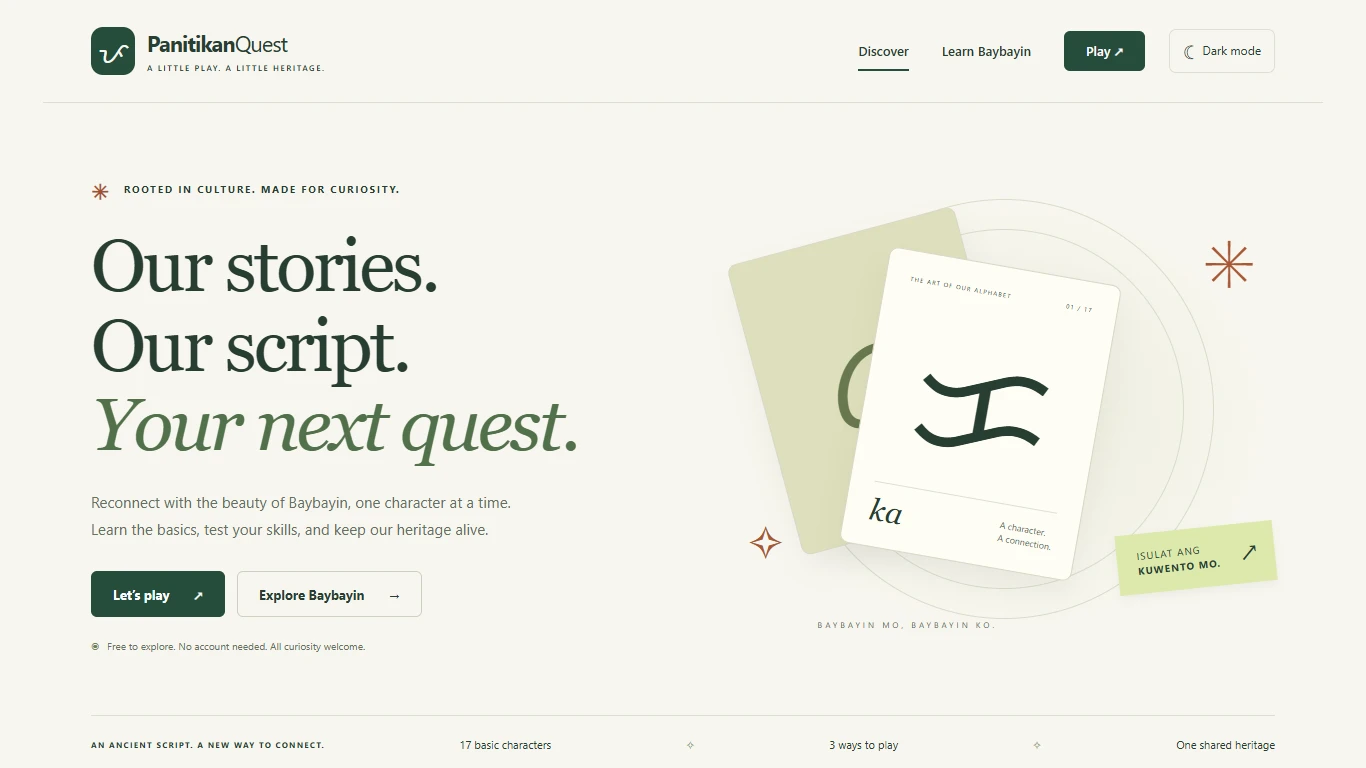 PanitikanQuest
A LITTLE PLAY. A LITTLE HERITAGE.
Discover
Learn Baybayin
Play ↗
☾ Dark mode
ROOTED IN CULTURE. MADE FOR CURIOSITY.
Our stories.
Our script.
Your next quest.
Reconnect with the beauty of Baybayin, one character at a time.
Learn the basics, test your skills, and keep our heritage alive.
Let's play ↗
Explore Baybayin →
Free to explore. No account needed. All curiosity welcome.
THE ART OF OUR ALPHABET
01 / 17
ᜃ
ka
A character.
A connection.
ISULAT ANG
KUWENTO MO. ↗
BAYBAYIN MO, BAYBAYIN KO.
AN ANCIENT SCRIPT. A NEW WAY TO CONNECT.
17 basic characters
3 ways to play
One shared heritage